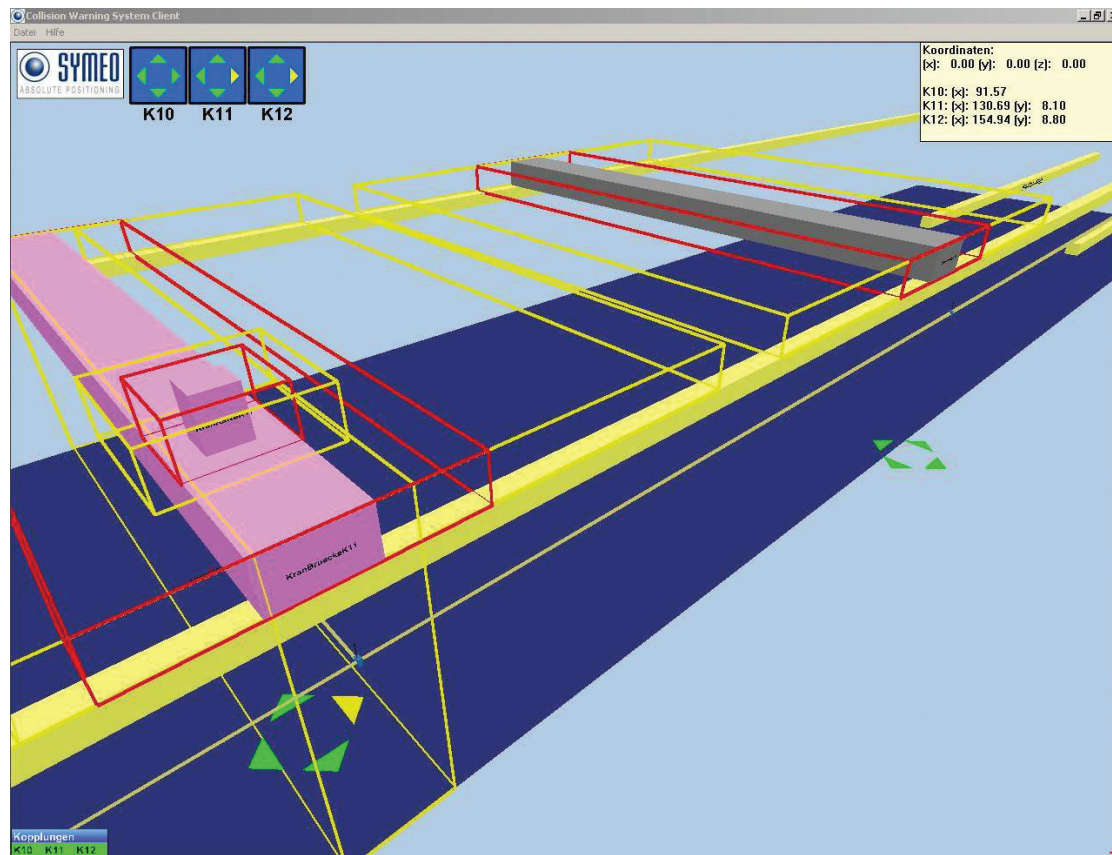 Collision Warning System Client
Datei Hilfe
SYMEO
ABSOLUTE POSITIONING
K10 K11 K12
Koordinaten:
(x): 0.00 (y): 0.00 (z): 0.00
K10: (x): 91.57
K11: (x): 130.69 (y): 8.10
K12: (x): 154.94 (y): 8.80
KranBrueckeK11
Kopplungen
K10 K11 K12